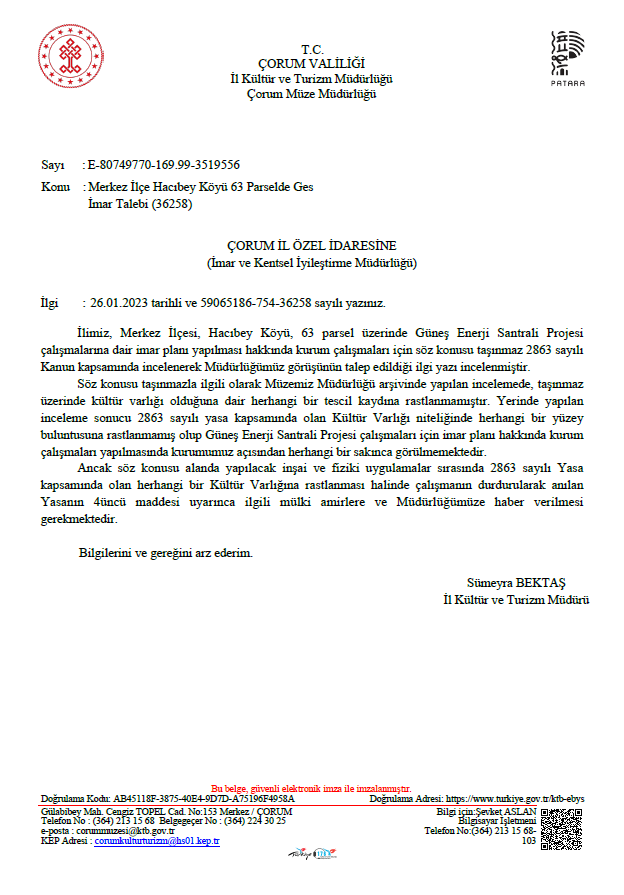 T.C.
ÇORUM VALİLİĞİ
İl Kültür ve Turizm Müdürlüğü
Çorum Müze Müdürlüğü
PATARA
Sayı : E-80749770-169.99-3519556
Konu : Merkez İlçe Hacıbey Köyü 63 Parselde Ges
İmar Talebi (36258)
ÇORUM İL ÖZEL İDARESİNE
(İmar ve Kentsel İyileştirme Müdürlüğü)
İlgi : 26.01.2023 tarihli ve 59065186-754-36258 sayılı yazınız.
İlimiz, Merkez İlçesi, Hacıbey Köyü, 63 parsel üzerinde Güneş Enerji Santrali Projesi
çalışmalarına dair imar planı yapılması hakkında kurum çalışmaları için söz konusu taşınmaz 2863 sayılı
Kanun kapsamında incelenerek Müdürlüğümüz görüşünün talep edildiği ilgi yazı incelenmiştir.
Söz konusu taşınmazla ilgili olarak Müzemiz Müdürlüğü arşivinde yapılan incelemede, taşınmaz
üzerinde kültür varlığı olduğuna dair herhangi bir tescil kaydına rastlanmamıştır. Yerinde yapılan
inceleme sonucu 2863 sayılı yasa kapsamında olan Kültür Varlığı niteliğinde herhangi bir yüzey
buluntusuna rastlanmamış olup Güneş Enerji Santrali Projesi çalışmaları için imar planı hakkında kurum
çalışmaları yapılmasında kurumumuz açısından herhangi bir sakınca görülmemektedir.
Ancak söz konusu alanda yapılacak inşai ve fiziki uygulamalar sırasında 2863 sayılı Yasa
kapsamında olan herhangi bir Kültür Varlığına rastlanması halinde çalışmanın durdurularak anılan
Yasanın 4üncü maddesi uyarınca ilgili mülki amirlere ve Müdürlüğümüze haber verilmesi
gerekmektedir.
Bilgilerini ve gereğini arz ederim.
Sümeyra BEKTAŞ
İl Kültür ve Turizm Müdürü
Bu belge, güvenli elektronik imza ile imzalanmıştır.
Doğrulama Kodu: AB45118F-3875-40E4-9D7D-A75196F4958A Doğrulama Adresi: https://www.turkiye.gov.tr/ktb-ebys
Gülabibey Mah. Cengiz TOPEL Cad. No:153 Merkez / ÇORUM Bilgi için:Şevket ASLAN
Telefon No : (364) 213 15 68 Belgegeçer No : (364) 224 30 25 Bilgisayar İşletmeni
e-posta : corummuzesi@ktb.gov.tr Telefon No:(364) 213 15 68-
KEP Adresi : corumkulturturizm@hs01.kep.tr 103
Türkiye